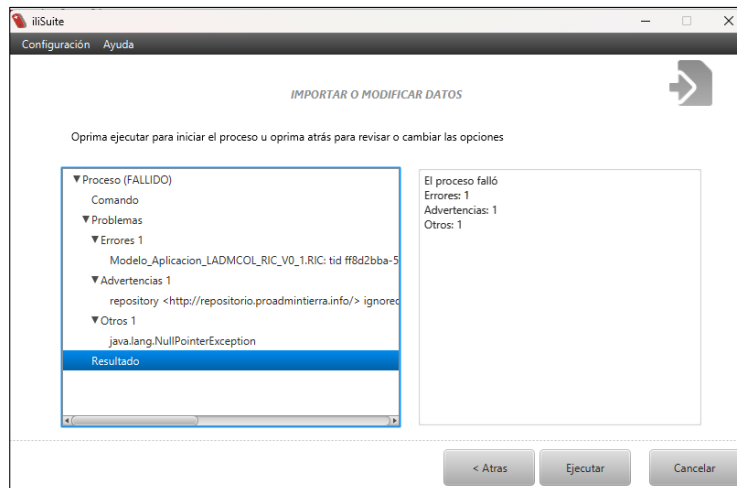 iliSuite
Configuración Ayuda
IMPORTAR O MODIFICAR DATOS
Oprima ejecutar para iniciar el proceso u oprima atrás para revisar o cambiar las opciones
Proceso (FALLIDO)
Comando
Problemas
Errores 1
Modelo_Aplicacion_LADMCOL_RIC_V0_1.RIC: tid ff8d2bba-5
Advertencias 1
repository <http://repositorio.proadmintierra.info/> ignored
Otros 1
java.lang.NullPointerException
Resultado
El proceso falló
Errores: 1
Advertencias: 1
Otros: 1
< Atras
Ejecutar
Cancelar